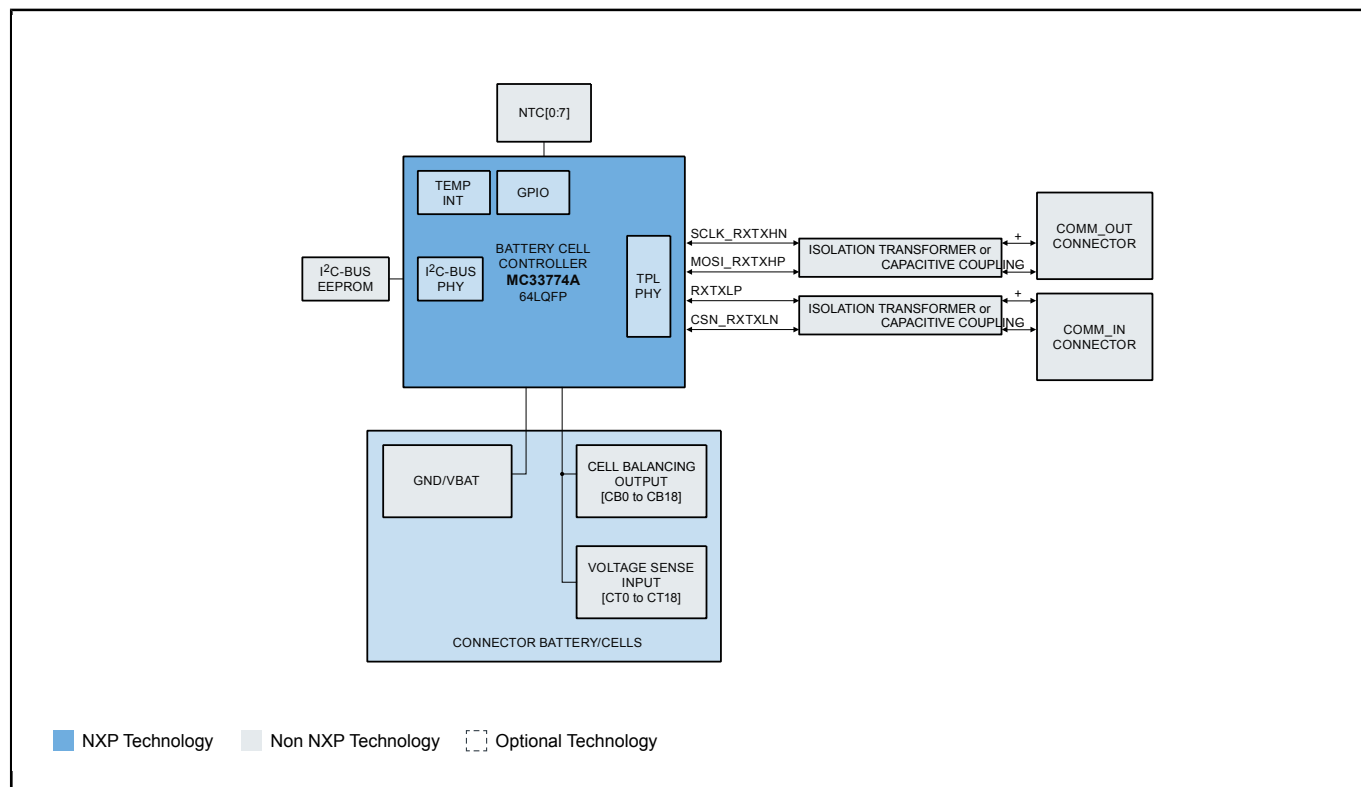 NTC[0:7]
TEMP
INT
GPIO
BATTERY CELL
CONTROLLER
MC33774A
64LQFP
I²C-BUS
EEPROM
I²C-BUS
PHY
TPL
PHY
SCLK_RXTXHN
MOSI_RXTXHP
RXTXLP
CSN_RXTXLN
ISOLATION TRANSFORMER or
CAPACITIVE COUPLING
+
−
COMM_OUT
CONNECTOR
ISOLATION TRANSFORMER or
CAPACITIVE COUPLING
+
−
COMM_IN
CONNECTOR
GND/VBAT
CELL BALANCING
OUTPUT
[CB0 to CB18]
VOLTAGE SENSE
INPUT
[CT0 to CT18]
CONNECTOR BATTERY/CELLS
NXP Technology
Non NXP Technology
Optional Technology